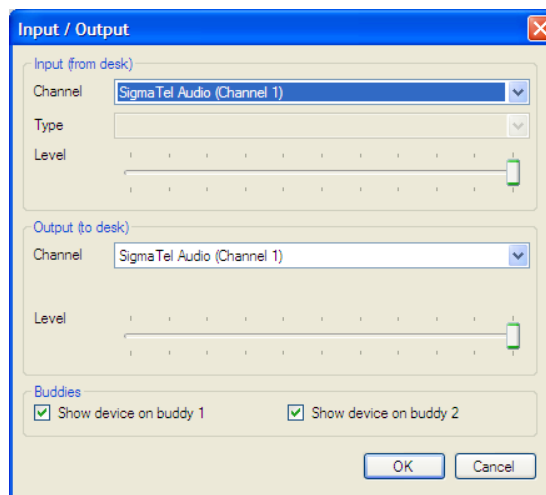 Input / Output
Input (from desk)
Channel SigmaTel Audio (Channel 1)
Type
Level
Output (to desk)
Channel SigmaTel Audio (Channel 1)
Level
Buddies
Show device on buddy 1 Show device on buddy 2
OK Cancel